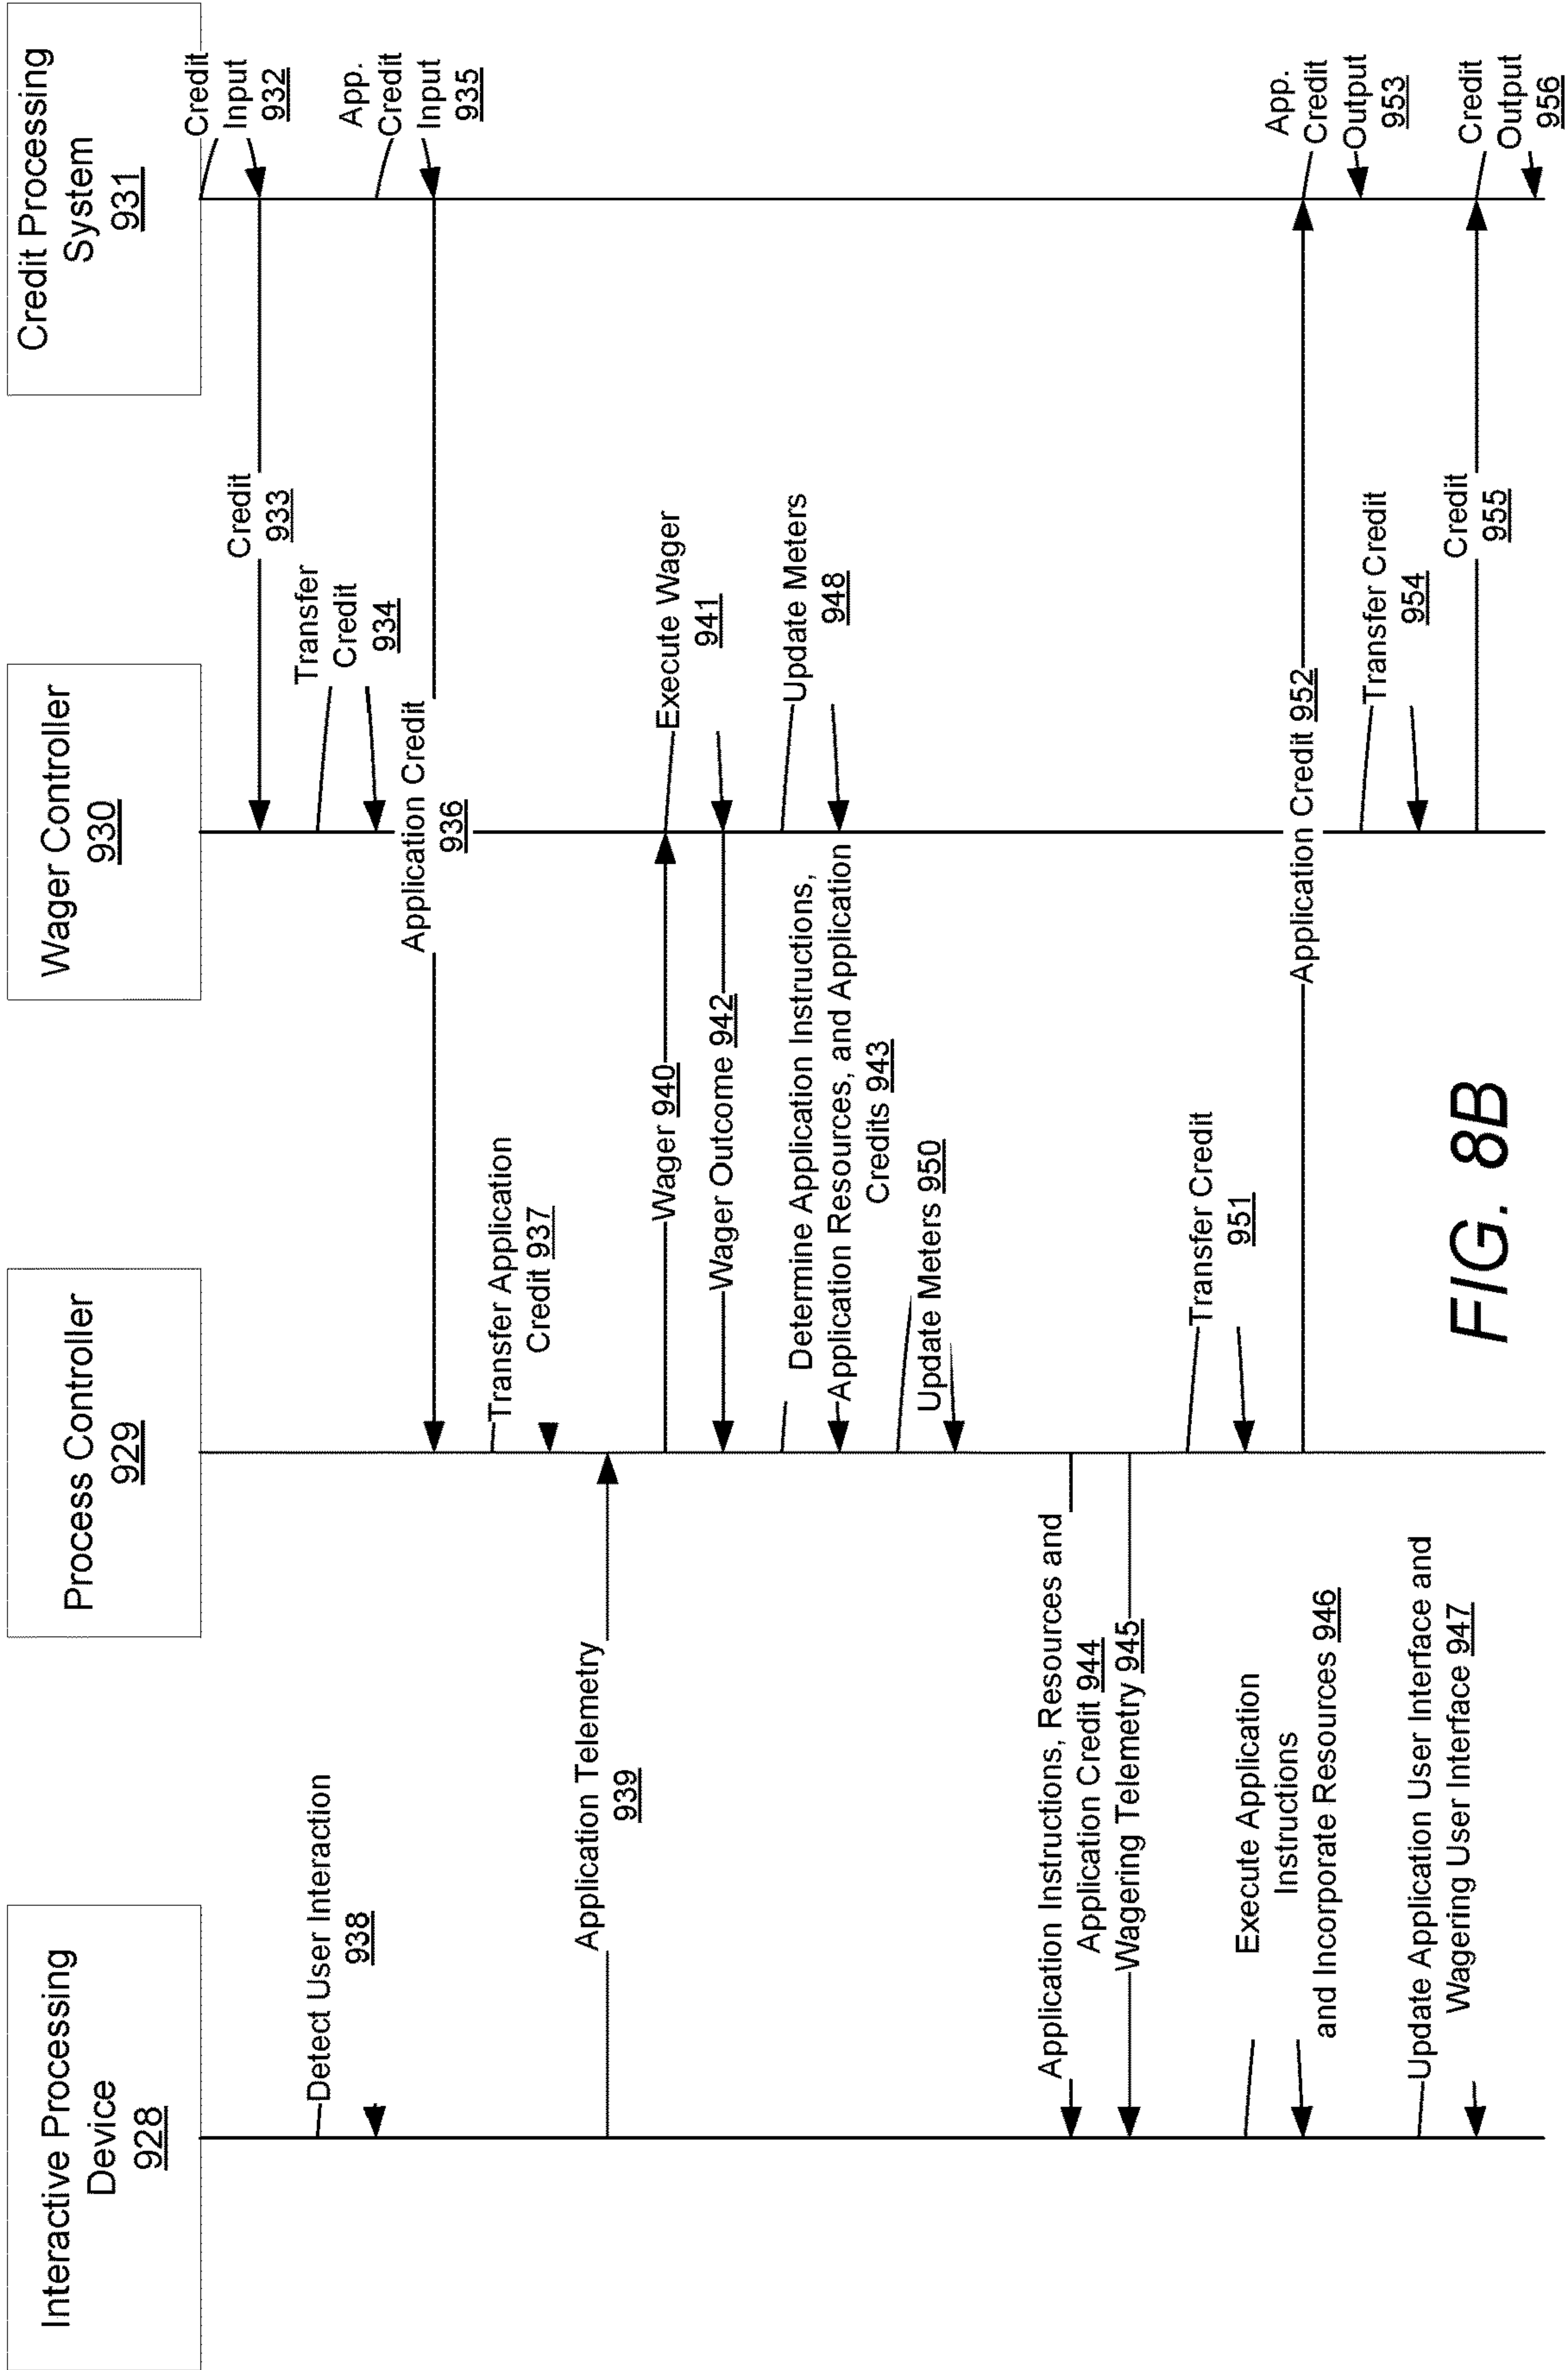 Interactive Processing
Device
928
Process Controller
929
Wager Controller
930
Credit Processing
System
931
Credit
Input
932
Credit
933
Transfer
Credit
934
Detect User Interaction
938
App.
Credit
Input
935
Application Credit
936
Transfer Application
Credit 937
Application Telemetry
939
Wager 940
Execute Wager
941
Wager Outcome 942
Update Meters
948
Determine Application Instructions,
Application Resources, and Application
Credits 943
Update Meters 950
Application Instructions, Resources and
Application Credit 944
Wagering Telemetry 945
Transfer Credit
951
Execute Application
Instructions
and Incorporate Resources 946
Application Credit 952
App.
Credit
Output
953
Transfer Credit
954
Update Application User Interface and
Wagering User Interface 947
Credit
955
Credit
Output
956
FIG. 8B